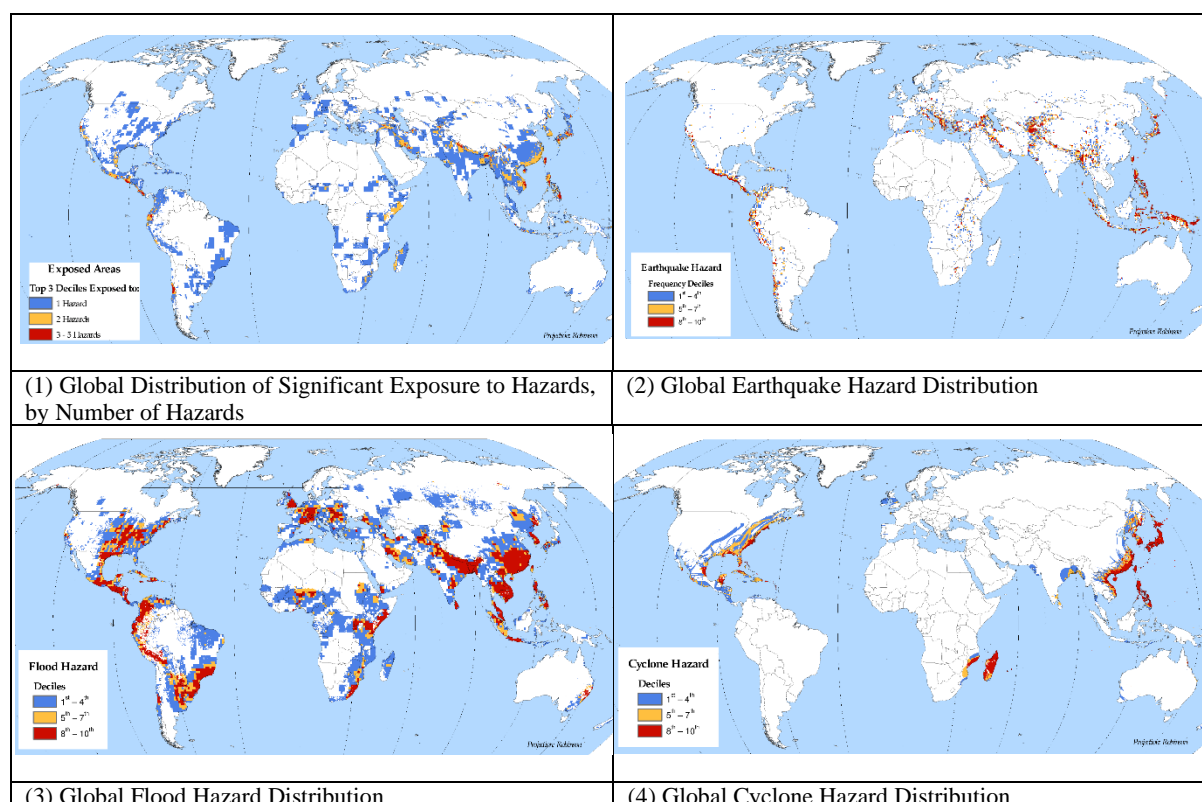 Exposed Areas
Top 3 Deciles Exposed to:
1 Hazard
2 Hazards
3 - 5 Hazards
Projection: Robinson
Earthquake Hazard
Frequency Deciles
1st – 4th
5th – 7th
8th – 10th
Projection: Robinson
(1) Global Distribution of Significant Exposure to Hazards,
by Number of Hazards
(2) Global Earthquake Hazard Distribution
Flood Hazard
Deciles
1st – 4th
5th – 7th
8th – 10th
Projection: Robinson
Cyclone Hazard
Deciles
1st – 4th
5th – 7th
8th – 10th
Projection: Robinson
(3) Global Flood Hazard Distribution
(4) Global Cyclone Hazard Distribution